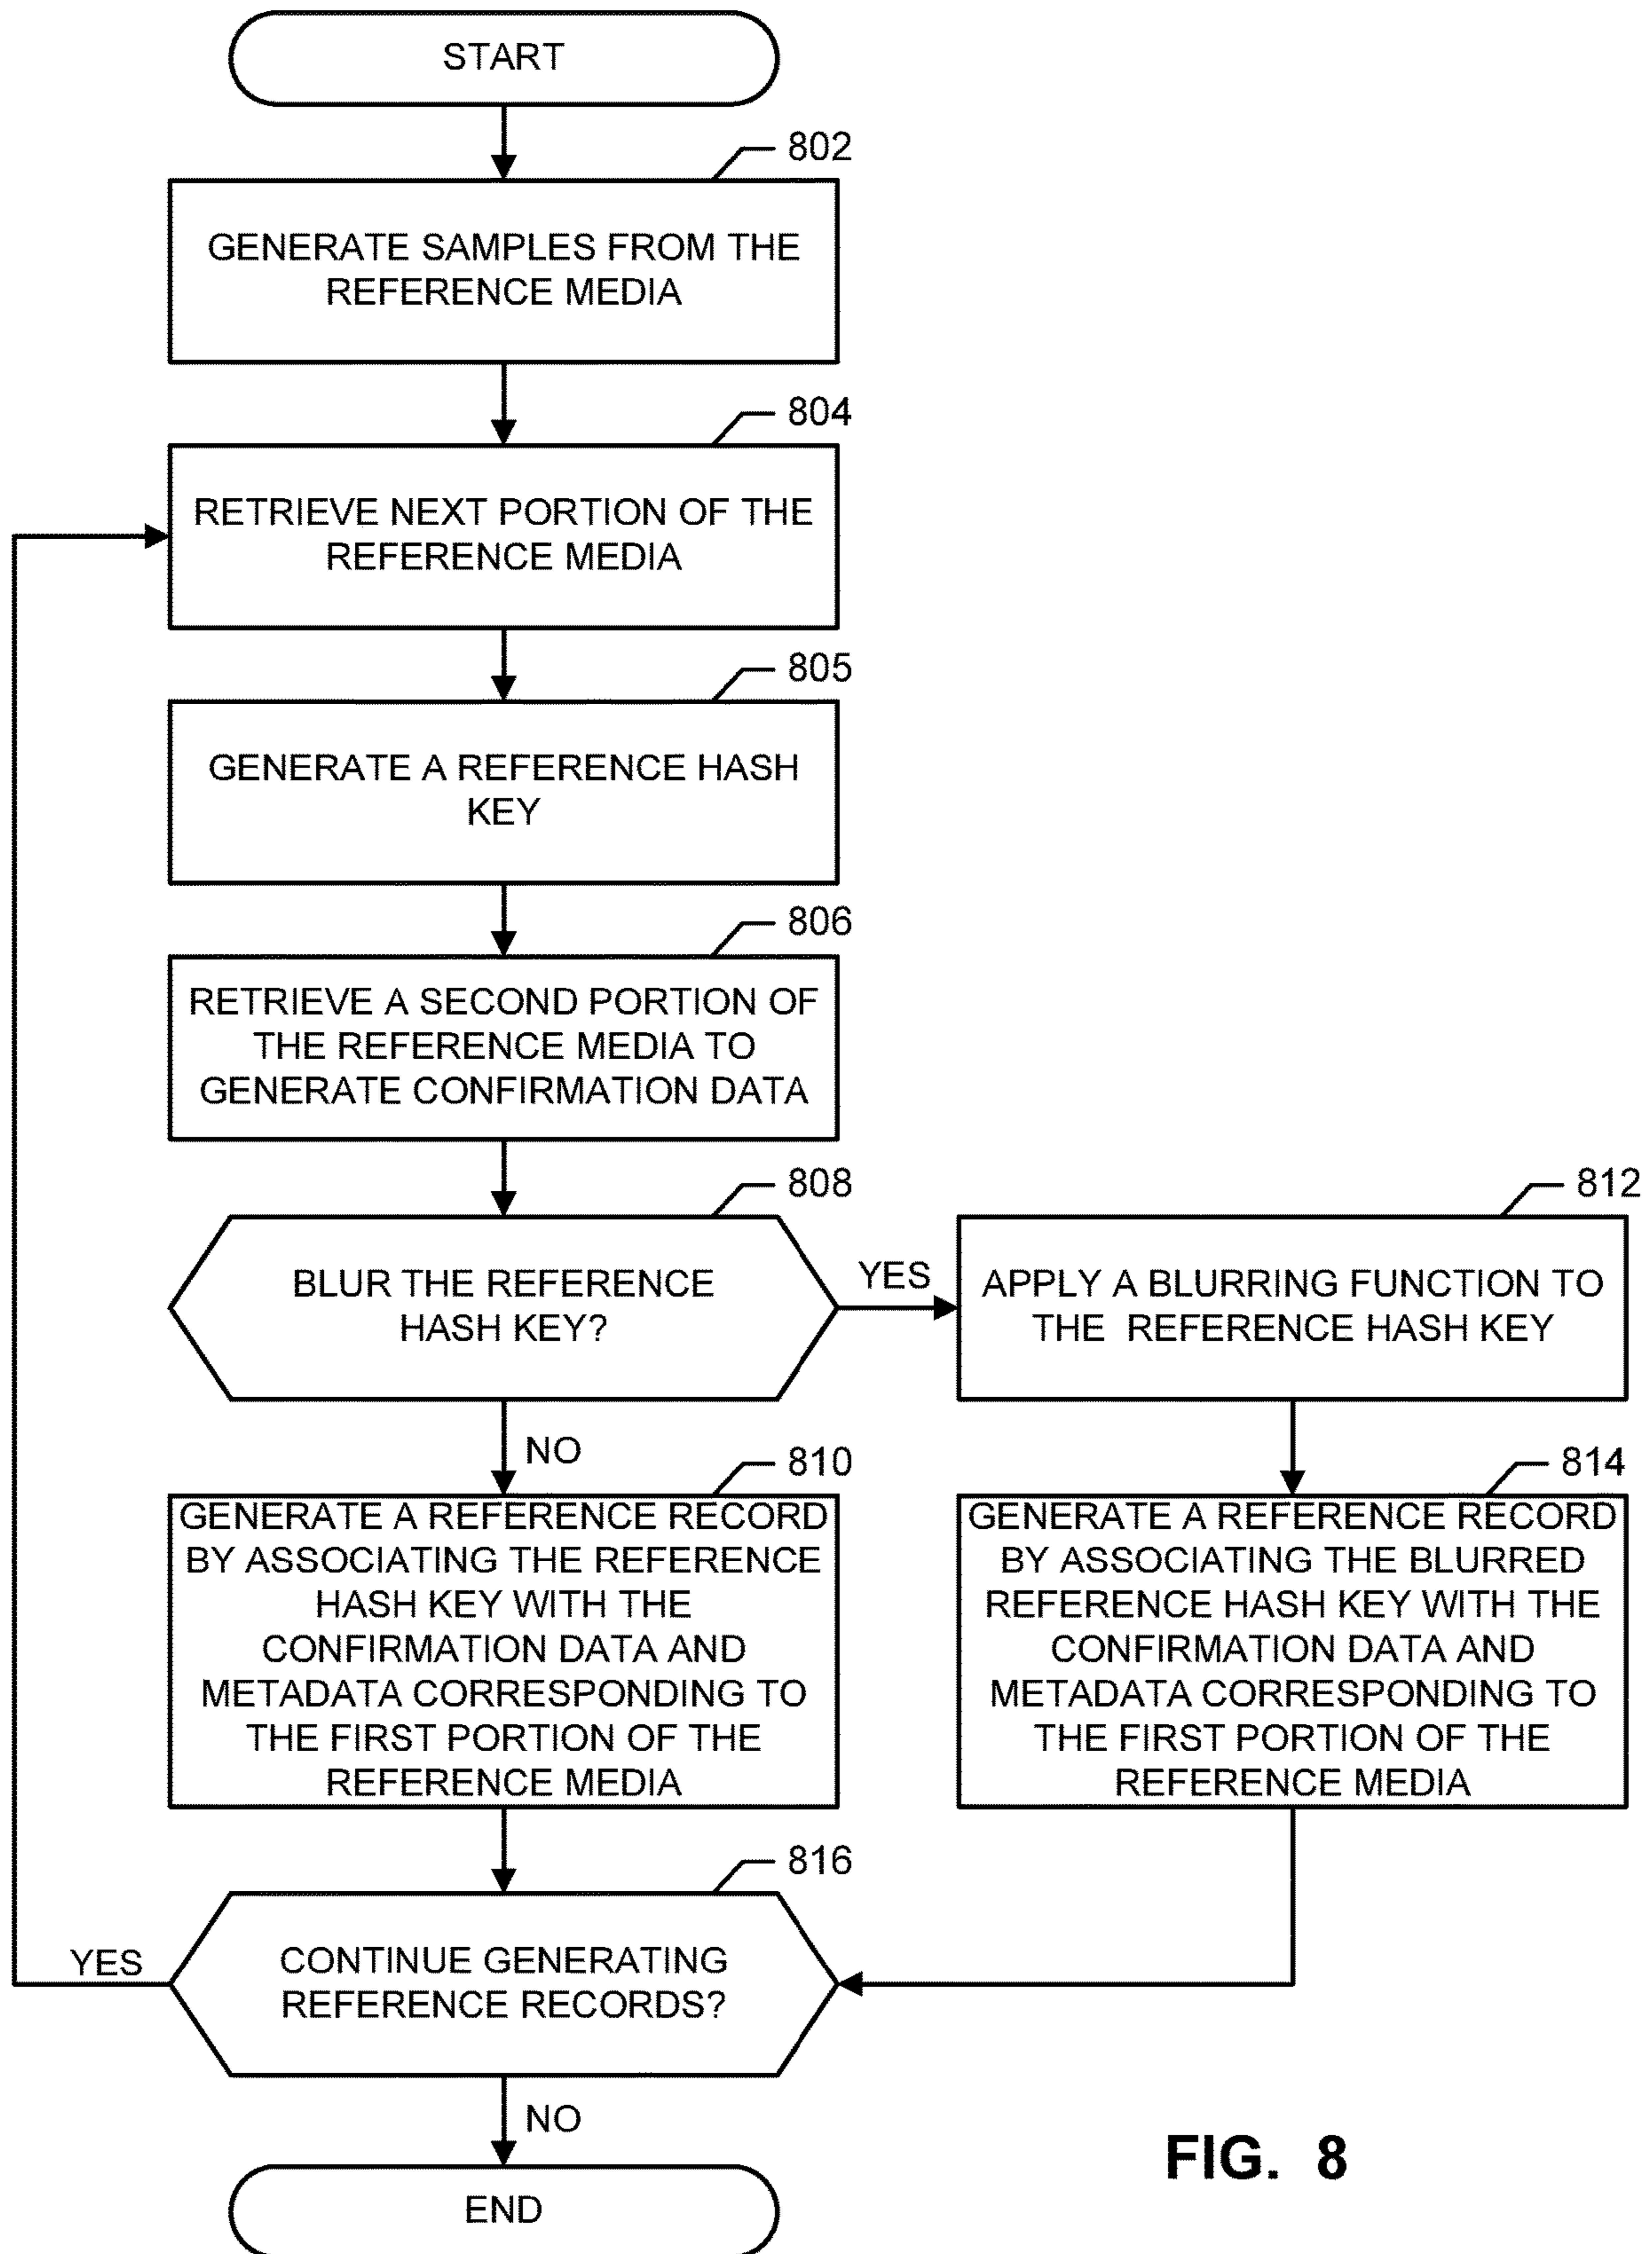 START
802
GENERATE SAMPLES FROM THE
REFERENCE MEDIA
804
RETRIEVE NEXT PORTION OF THE
REFERENCE MEDIA
805
GENERATE A REFERENCE HASH
KEY
806
RETRIEVE A SECOND PORTION OF
THE REFERENCE MEDIA TO
GENERATE CONFIRMATION DATA
808
BLUR THE REFERENCE
HASH KEY?
YES
812
APPLY A BLURRING FUNCTION TO
THE REFERENCE HASH KEY
NO
810
GENERATE A REFERENCE RECORD
BY ASSOCIATING THE REFERENCE
HASH KEY WITH THE
CONFIRMATION DATA AND
METADATA CORRESPONDING TO
THE FIRST PORTION OF THE
REFERENCE MEDIA
814
GENERATE A REFERENCE RECORD
BY ASSOCIATING THE BLURRED
REFERENCE HASH KEY WITH THE
CONFIRMATION DATA AND
METADATA CORRESPONDING TO
THE FIRST PORTION OF THE
REFERENCE MEDIA
816
YES
CONTINUE GENERATING
REFERENCE RECORDS?
NO
END
FIG. 8